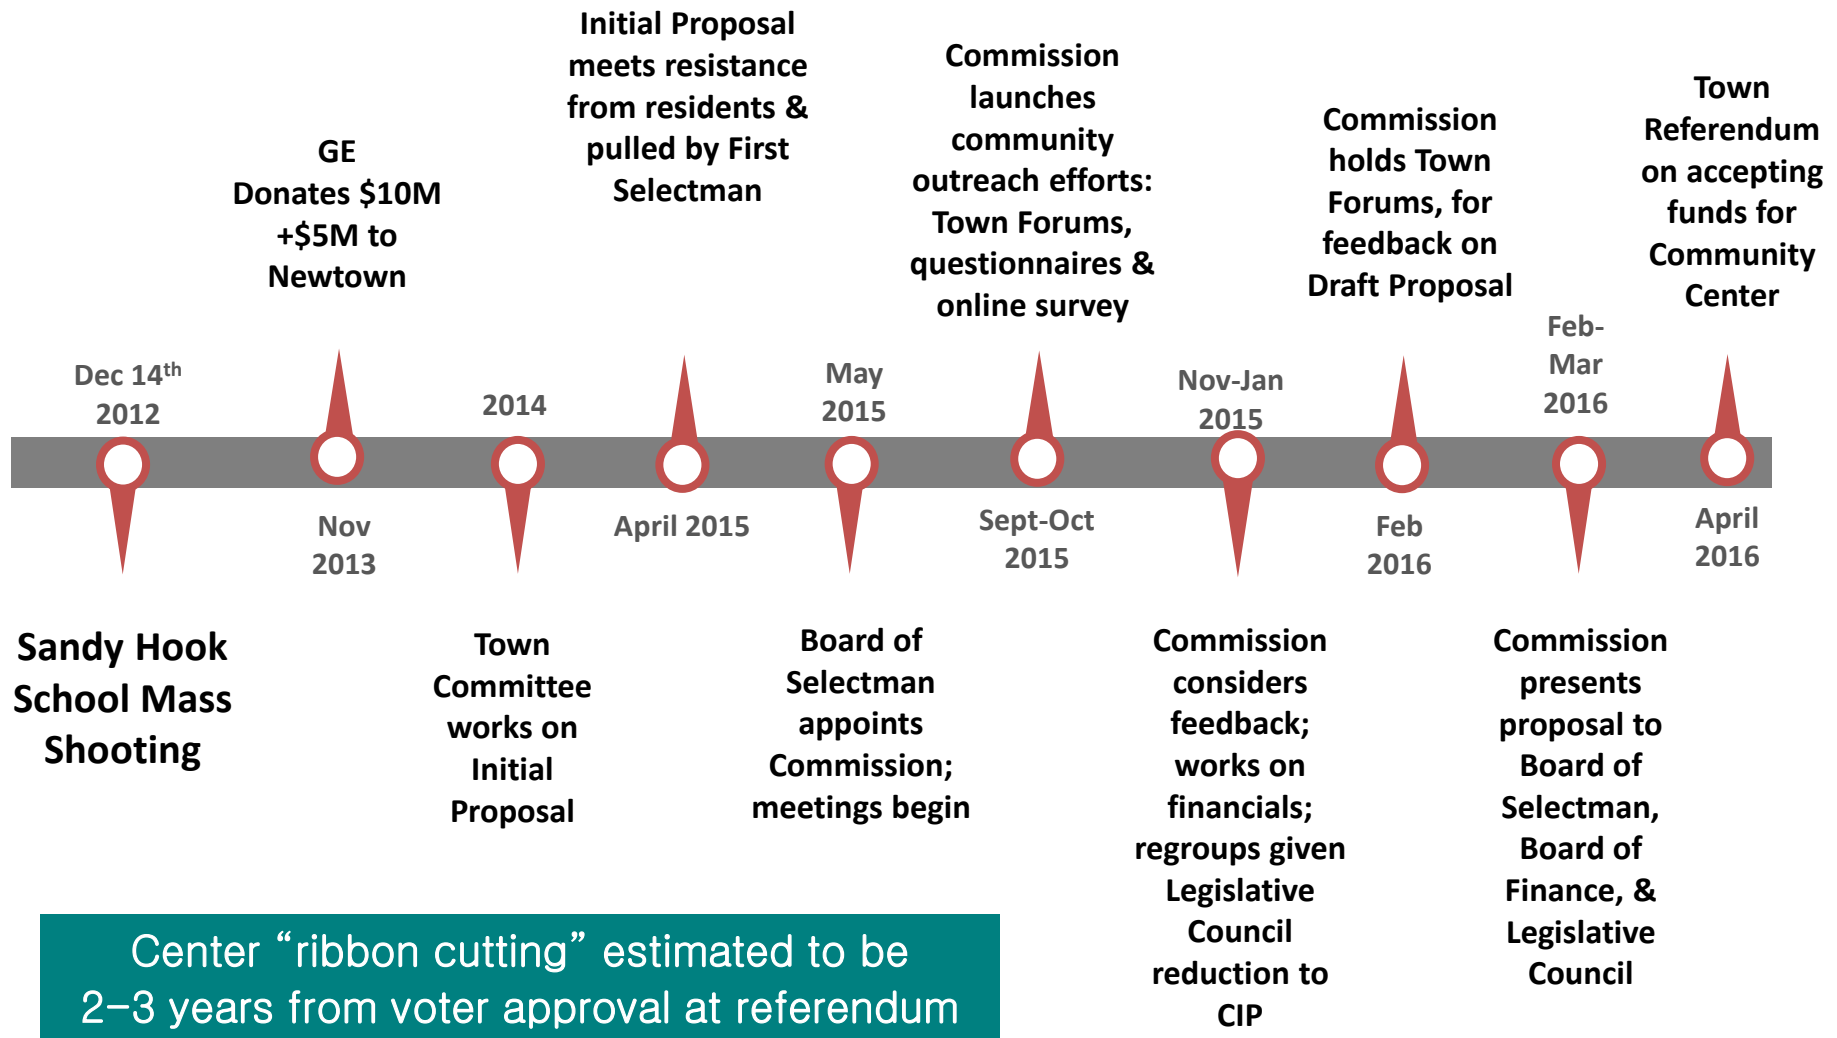 Initial Proposal
meets resistance
from residents &
pulled by First
Selectman
Commission
launches
community
outreach efforts:
Town Forums,
questionnaires &
online survey
Town
Referendum
on accepting
funds for
Community
Center
Commission
holds Town
Forums, for
feedback on
Draft Proposal
GE
Donates $10M
+$5M to
Newtown
Dec 14th
2012
2014
May
2015
Nov-Jan
2015
Feb-
Mar
2016
Nov
2013
April 2015
Sept-Oct
2015
Feb
2016
April
2016
Sandy Hook
School Mass
Shooting
Town
Committee
works on
Initial
Proposal
Board of
Selectman
appoints
Commission;
meetings begin
Commission
considers
feedback;
works on
financials;
regroups given
Legislative
Council
reduction to
CIP
Commission
presents
proposal to
Board of
Selectman,
Board of
Finance, &
Legislative
Council
Center “ribbon cutting” estimated to be
2-3 years from voter approval at referendum